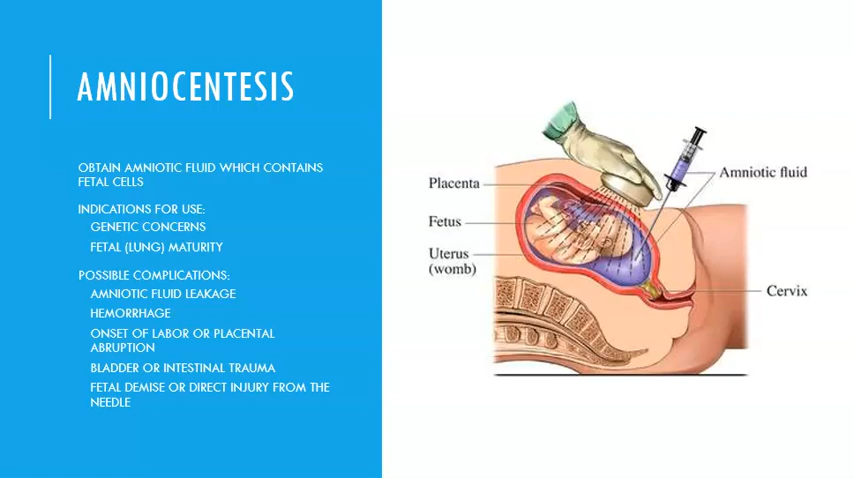 AMNIOCENTESIS
OBTAIN AMNIOTIC FLUID WHICH CONTAINS
FETAL CELLS
INDICATIONS FOR USE:
GENETIC CONCERNS
FETAL (LUNG) MATURITY
POSSIBLE COMPLICATIONS:
AMNIOTIC FLUID LEAKAGE
HEMORRHAGE
ONSET OF LABOR OR PLACENTAL
ABRUPTION
BLADDER OR INTESTINAL TRAUMA
FETAL DEMISE OR DIRECT INJURY FROM THE
NEEDLE
Placenta
Fetus
Uterus
(womb)
Amniotic fluid
Cervix